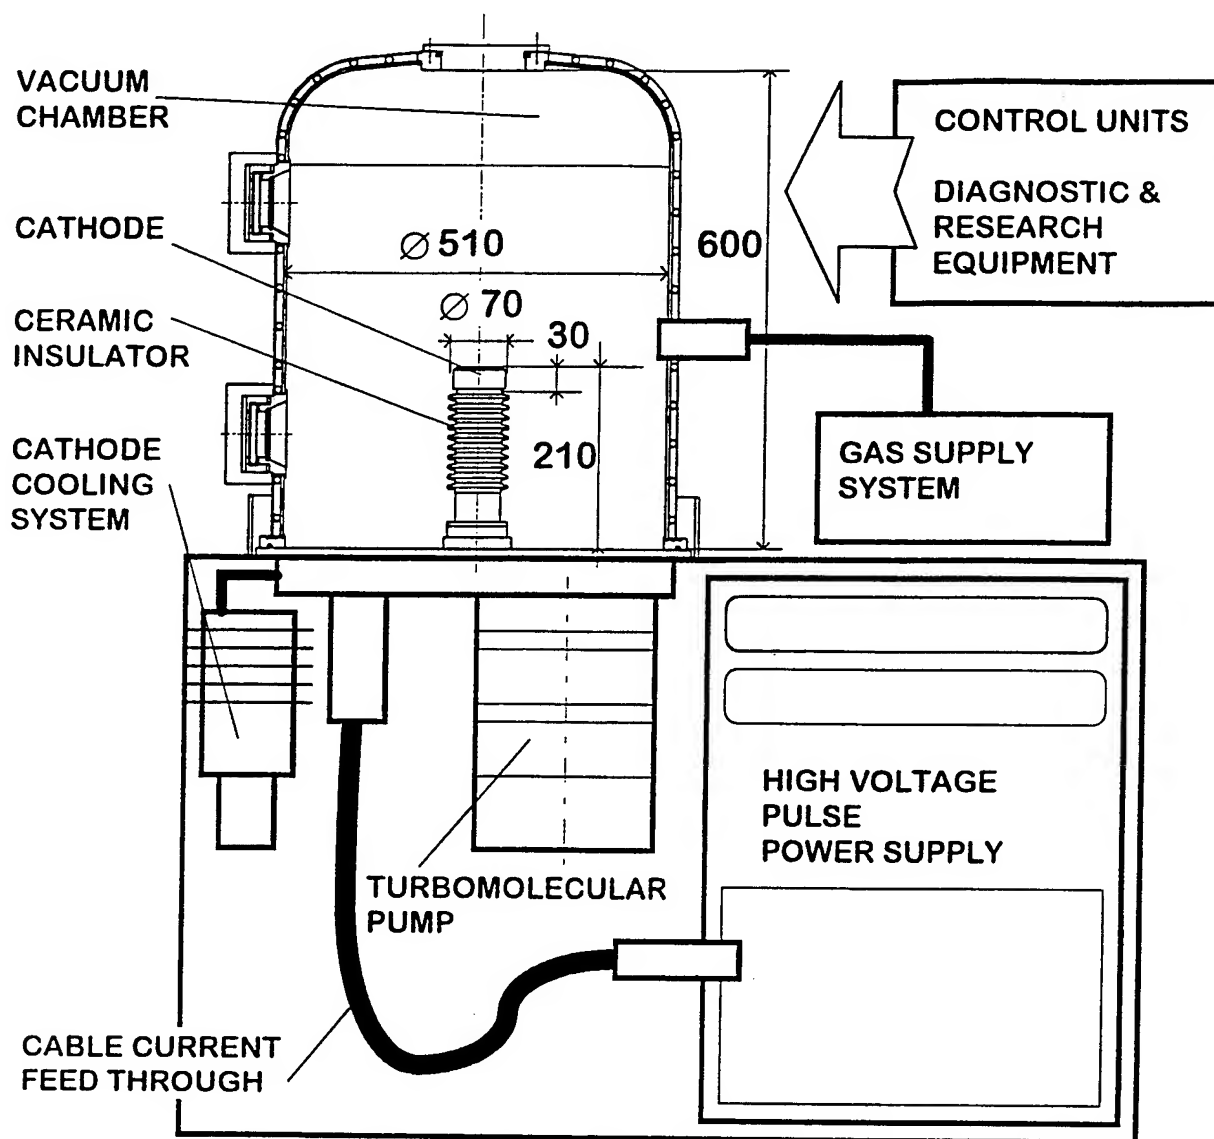 VACUUM
CHAMBER
CATHODE
CERAMIC
INSULATOR
CATHODE
COOLING
SYSTEM
Ø 510
Ø 70
30
210
600
CONTROL UNITS
DIAGNOSTIC &
RESEARCH
EQUIPMENT
GAS SUPPLY
SYSTEM
HIGH VOLTAGE
PULSE
POWER SUPPLY
TURBOMOLECULAR
PUMP
CABLE CURRENT
FEED THROUGH